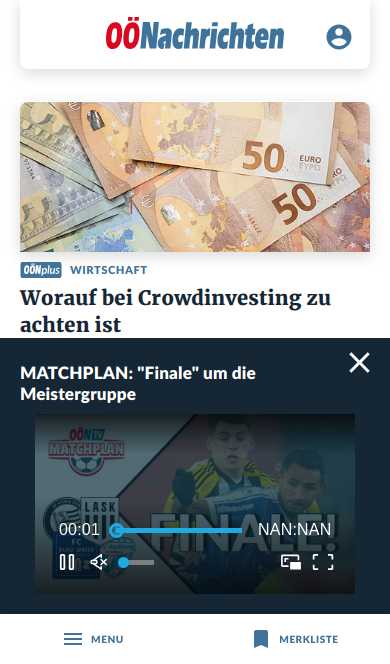 OÖNachrichten
50 EURO
ΕΥΡΩ
50
OÖNplus WIRTSCHAFT
Worauf bei Crowdinvesting zu
achten ist
MATCHPLAN: "Finale" um die
Meistergruppe
OÖN TV
MATCHPLAN
LASK
FC
FINALE!
00:01 NAN:NAN
MENU MERKLISTE